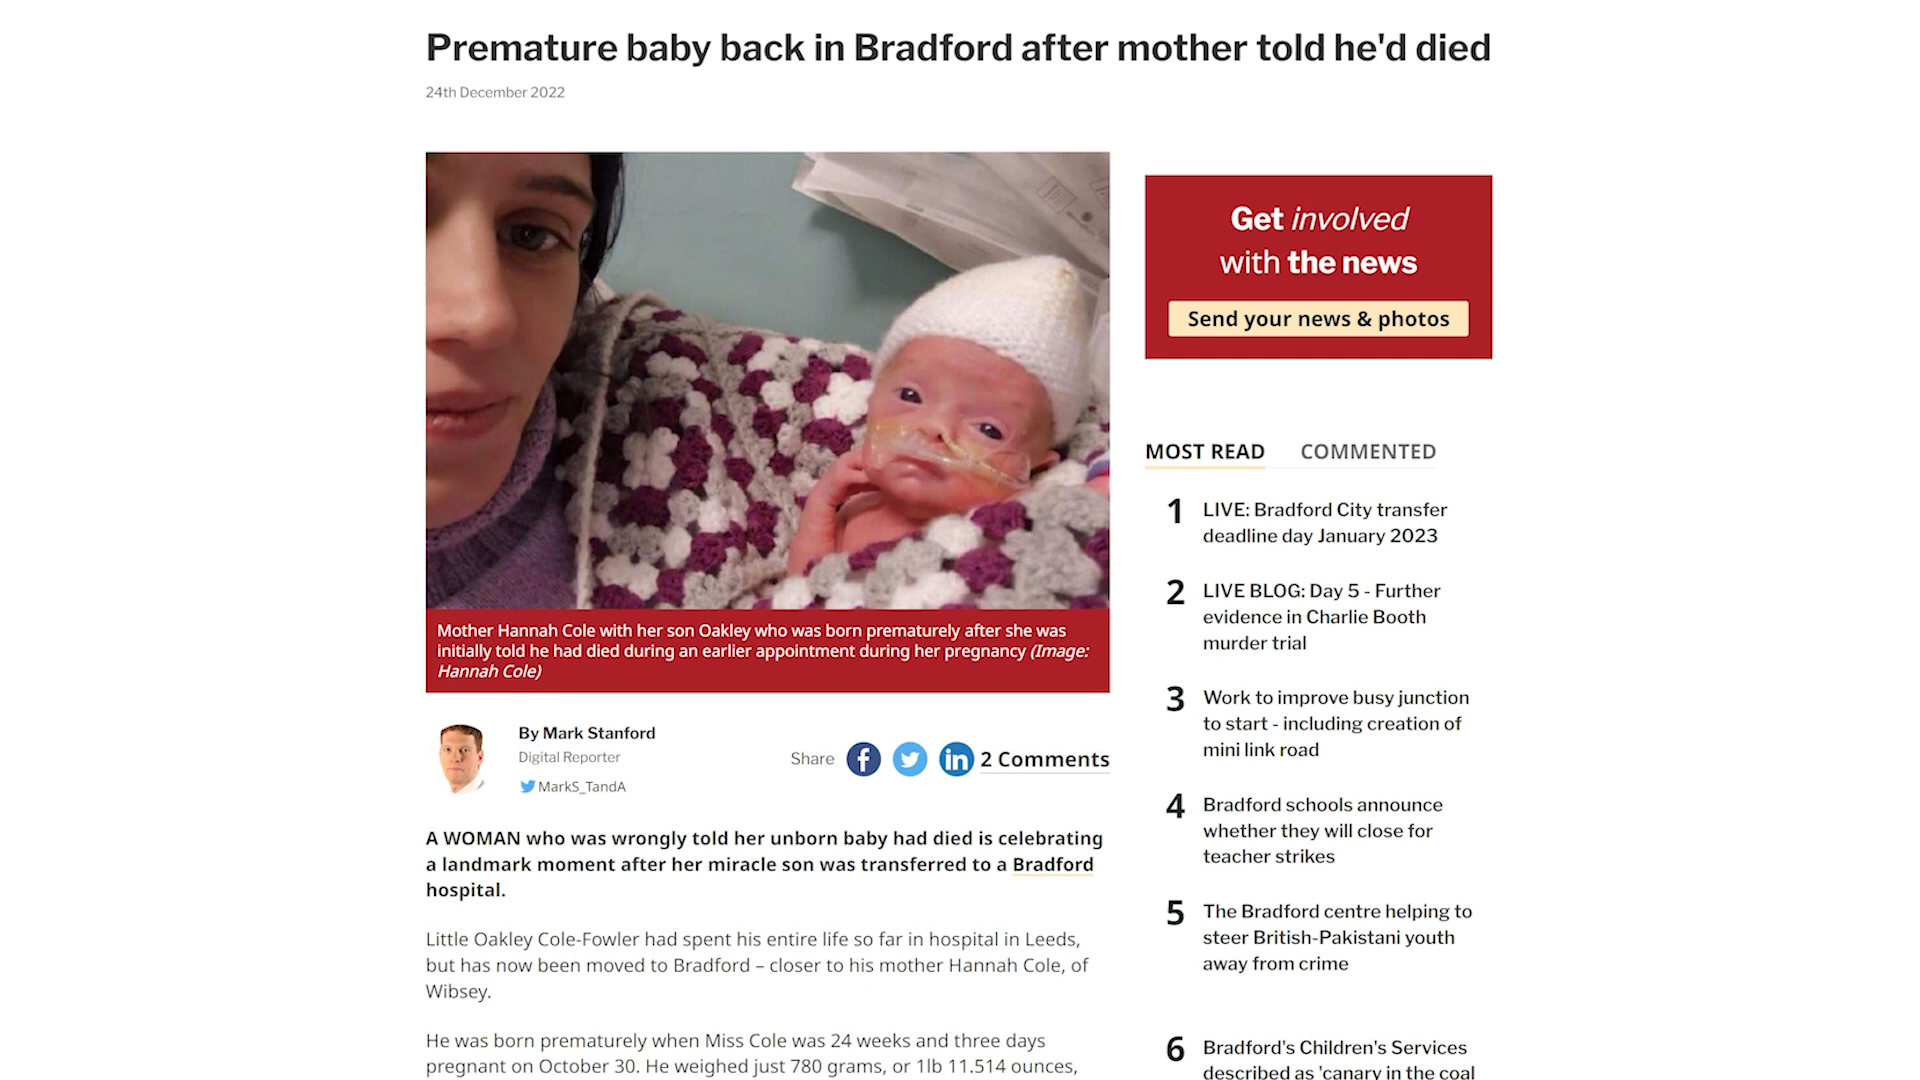 Premature baby back in Bradford after mother told he'd died
24th December 2022
Mother Hannah Cole with her son Oakley who was born prematurely after she was
initially told he had died during an earlier appointment during her pregnancy (Image:
Hannah Cole)
By Mark Stanford
Digital Reporter
MarkS_TandA
Share
2 Comments
A WOMAN who was wrongly told her unborn baby had died is celebrating
a landmark moment after her miracle son was transferred to a Bradford
hospital.
Little Oakley Cole-Fowler had spent his entire life so far in hospital in Leeds,
but has now been moved to Bradford – closer to his mother Hannah Cole, of
Wibsey.
He was born prematurely when Miss Cole was 24 weeks and three days
pregnant on October 30. He weighed just 780 grams, or 1lb 11.514 ounces,
Get involved
with the news
Send your news & photos
MOST READ COMMENTED
1 LIVE: Bradford City transfer
deadline day January 2023
2 LIVE BLOG: Day 5 - Further
evidence in Charlie Booth
murder trial
3 Work to improve busy junction
to start - including creation of
mini link road
4 Bradford schools announce
whether they will close for
teacher strikes
5 The Bradford centre helping to
steer British-Pakistani youth
away from crime
6 Bradford's Children's Services
described as 'canary in the coal